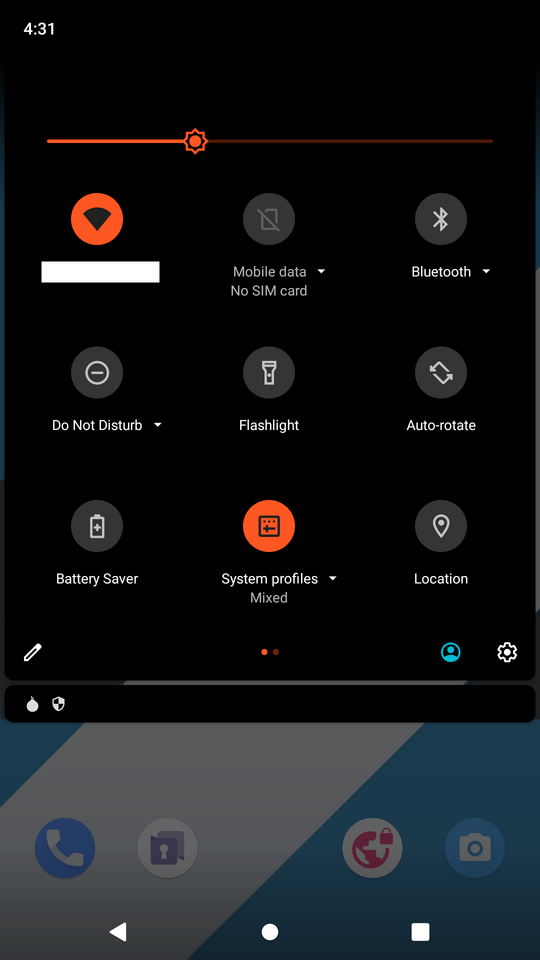 4:31
Mobile data
No SIM card
Bluetooth
Do Not Disturb
Flashlight
Auto-rotate
Battery Saver
System profiles
Mixed
Location